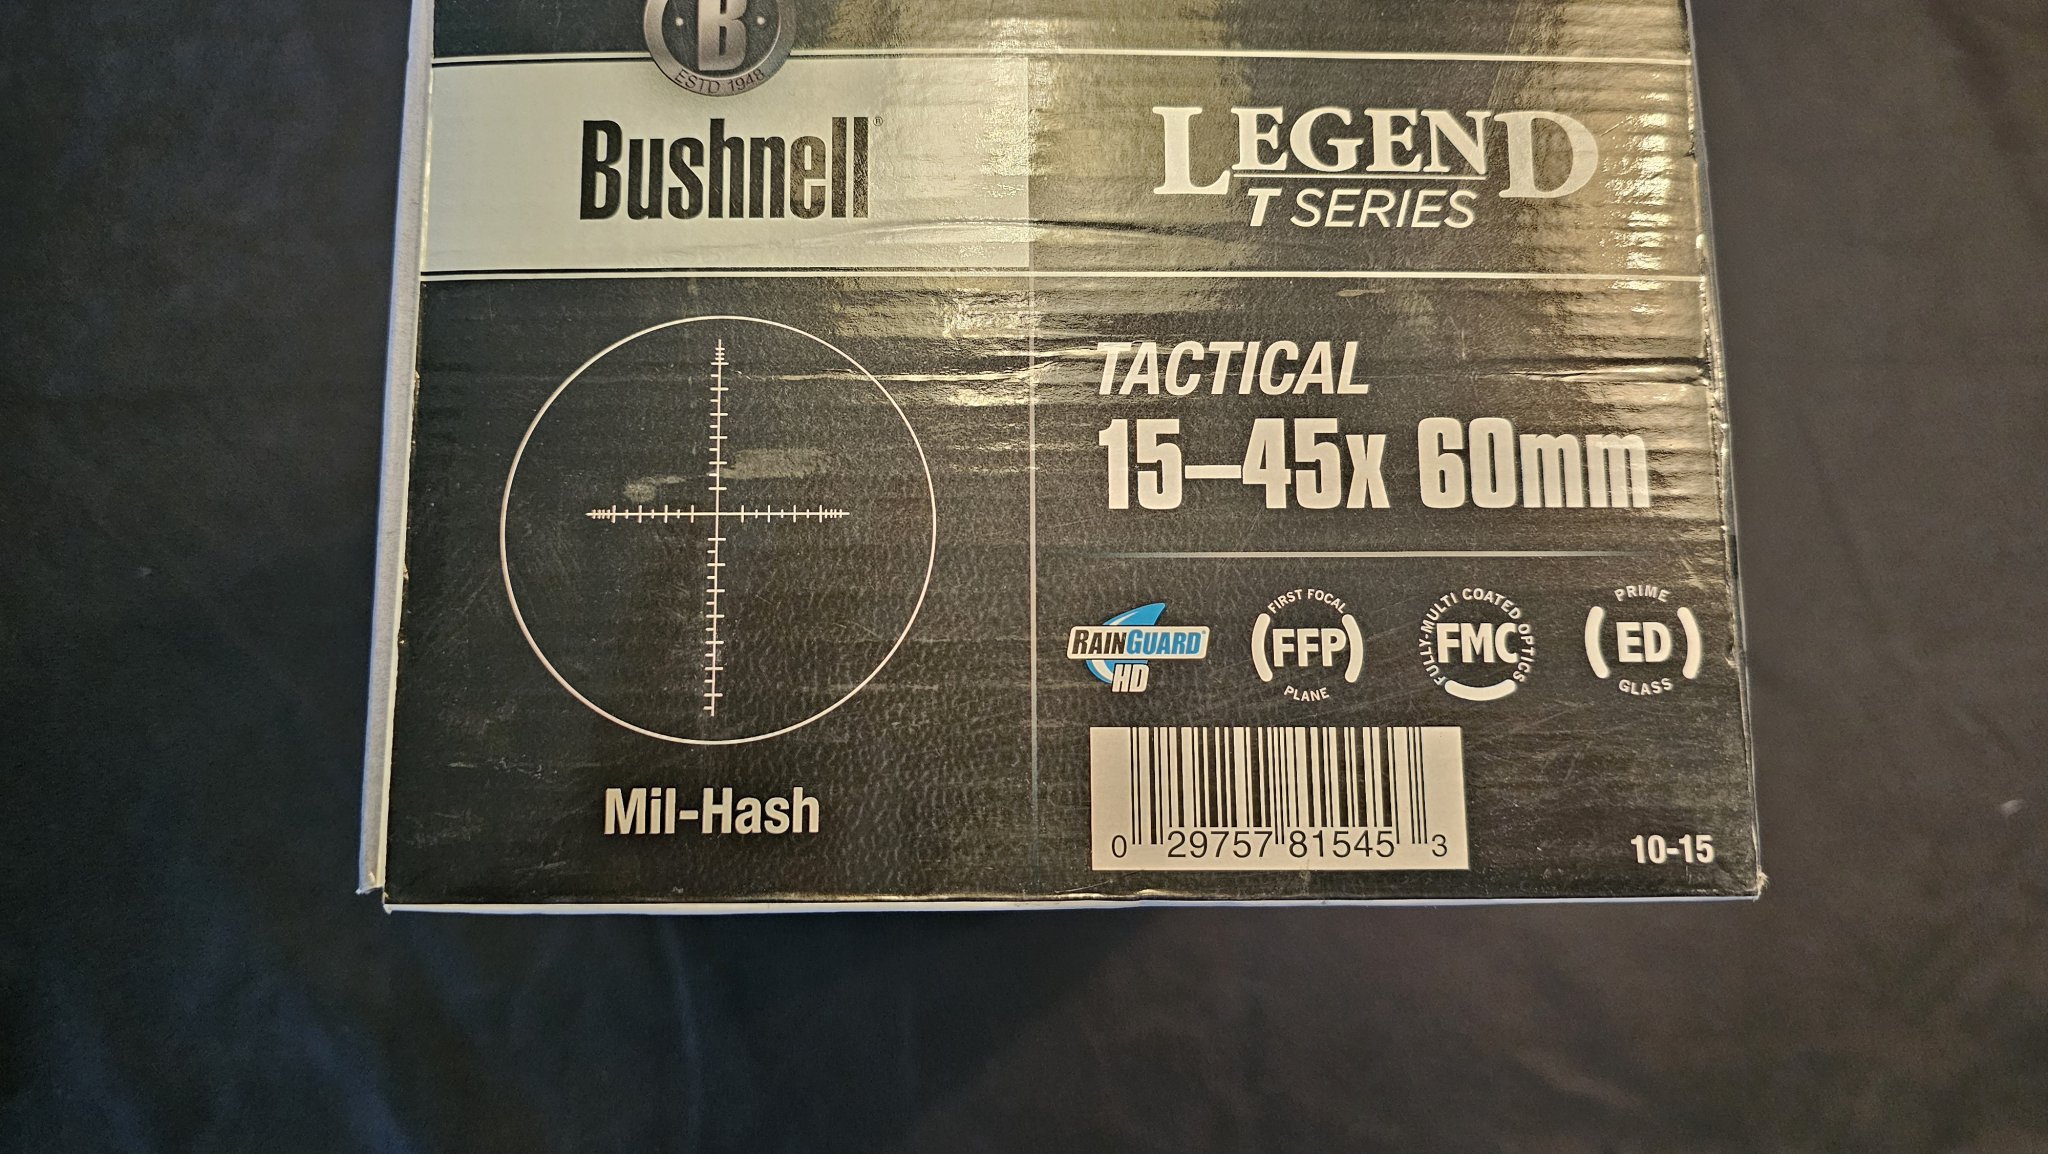 B
ESTD 1948
Bushnell®
LEGEND
T SERIES
TACTICAL
15–45x 60mm
RAINGUARD®
HD
FIRST FOCAL
FFP
PLANE
FULLY-MULTI COATED OPTICS
FMC
PRIME
ED
GLASS
Mil-Hash
0 29757 81545 3
10-15